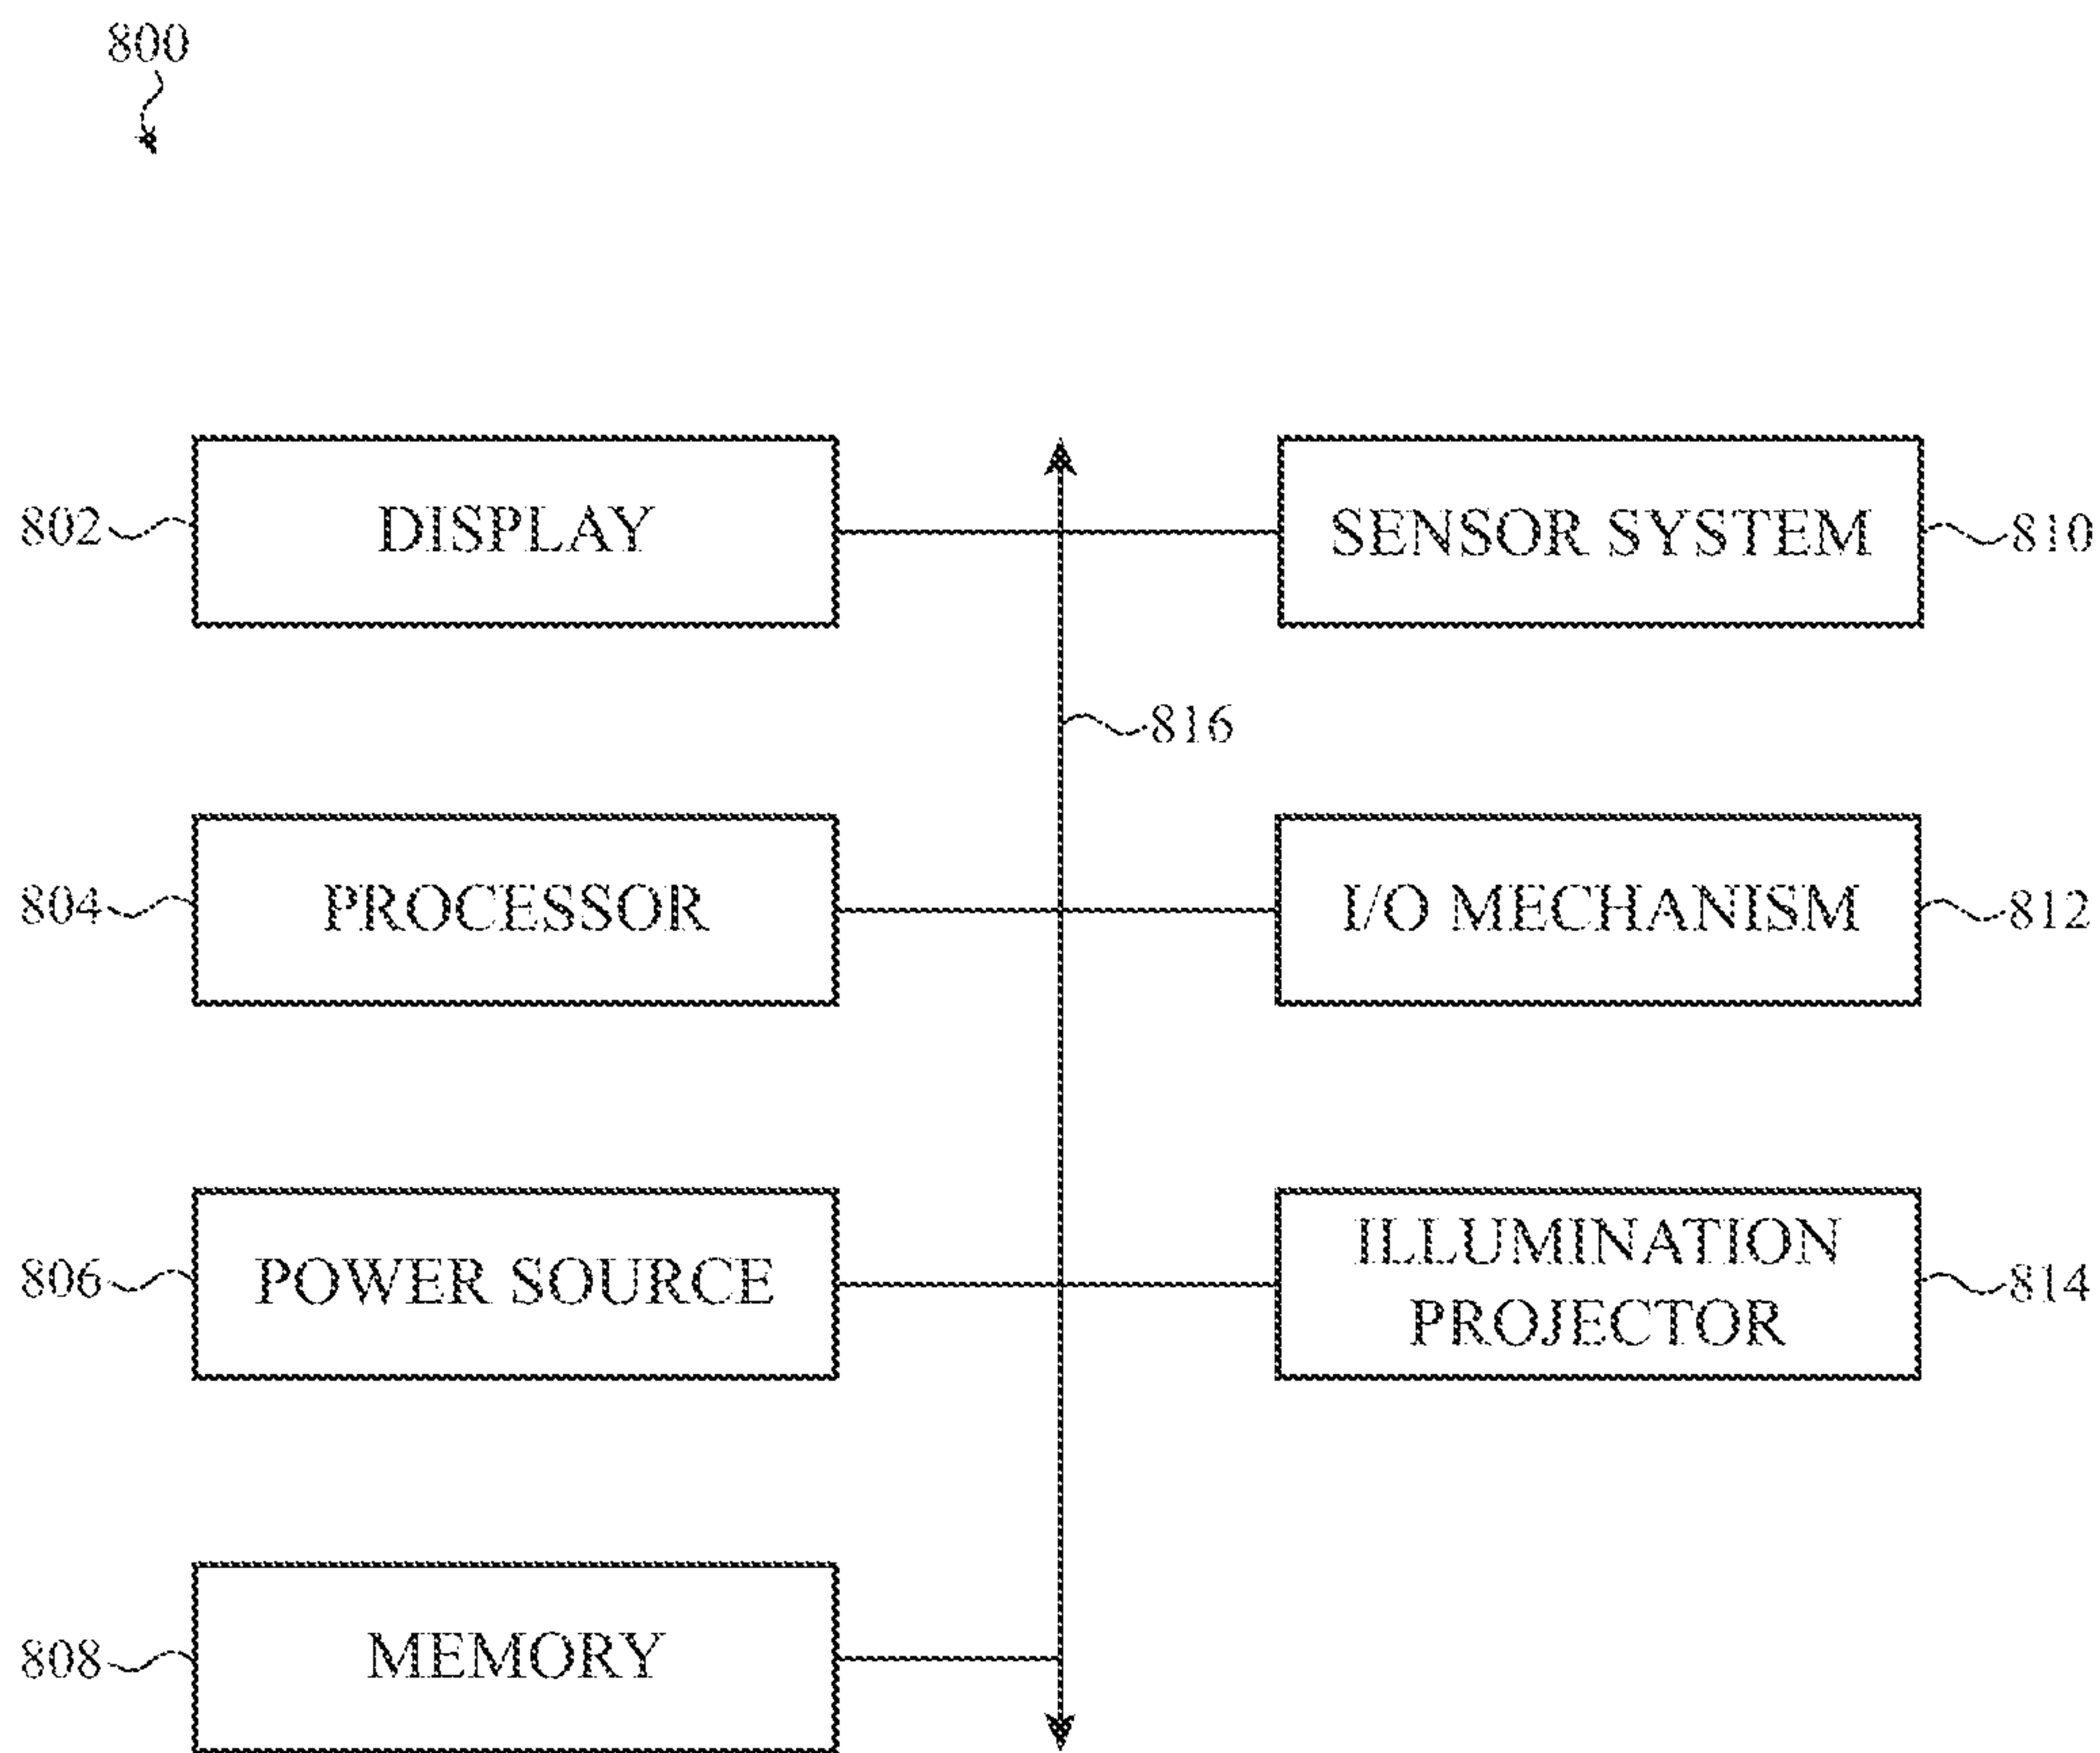 800
802
DISPLAY
SENSOR SYSTEM
810
816
804
PROCESSOR
I/O MECHANISM
812
806
POWER SOURCE
ILLUMINATION
PROJECTOR
814
808
MEMORY